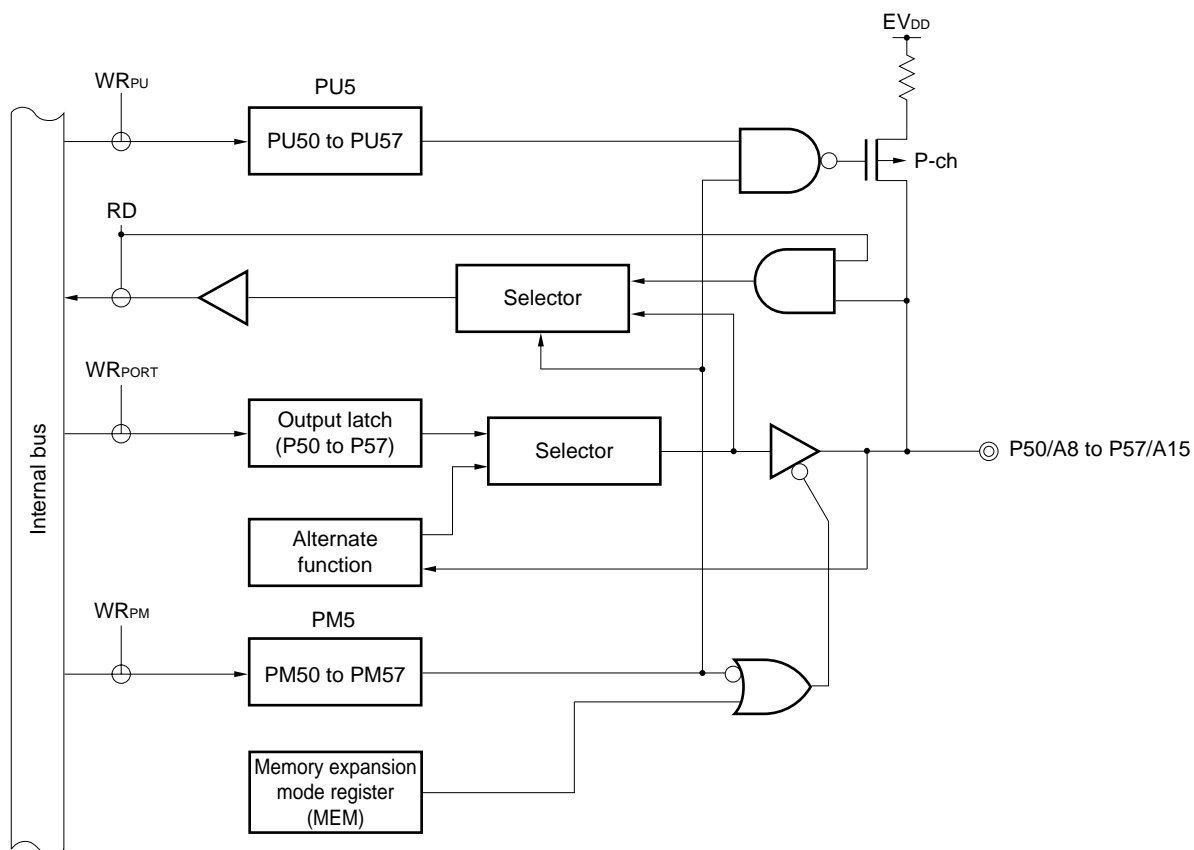 EVDD
WRPU
PU5
PU50 to PU57
P-ch
RD
Selector
WRPORT
Output latch
(P50 to P57)
Selector
P50/A8 to P57/A15
Internal bus
Alternate
function
WRPM
PM5
PM50 to PM57
Memory expansion
mode register
(MEM)